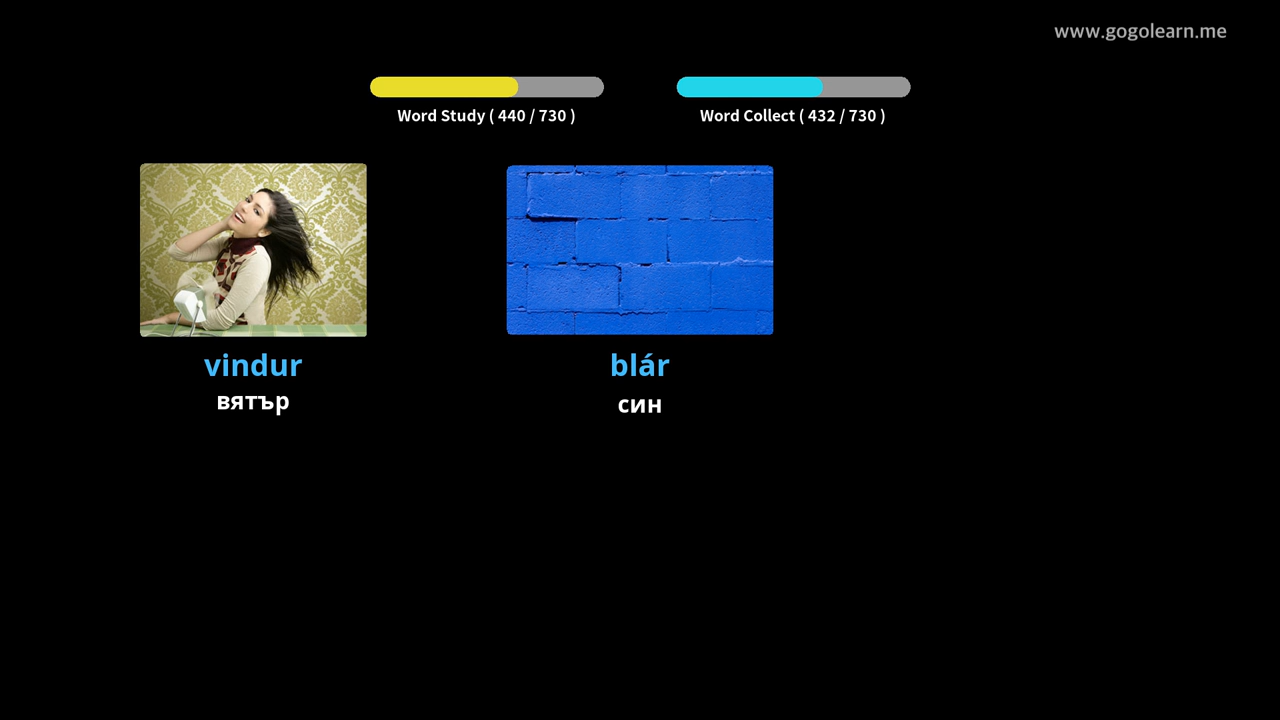 www.gogolearn.me
Word Study ( 440 / 730 )
Word Collect ( 432 / 730 )
vindur
blár
вятър
син